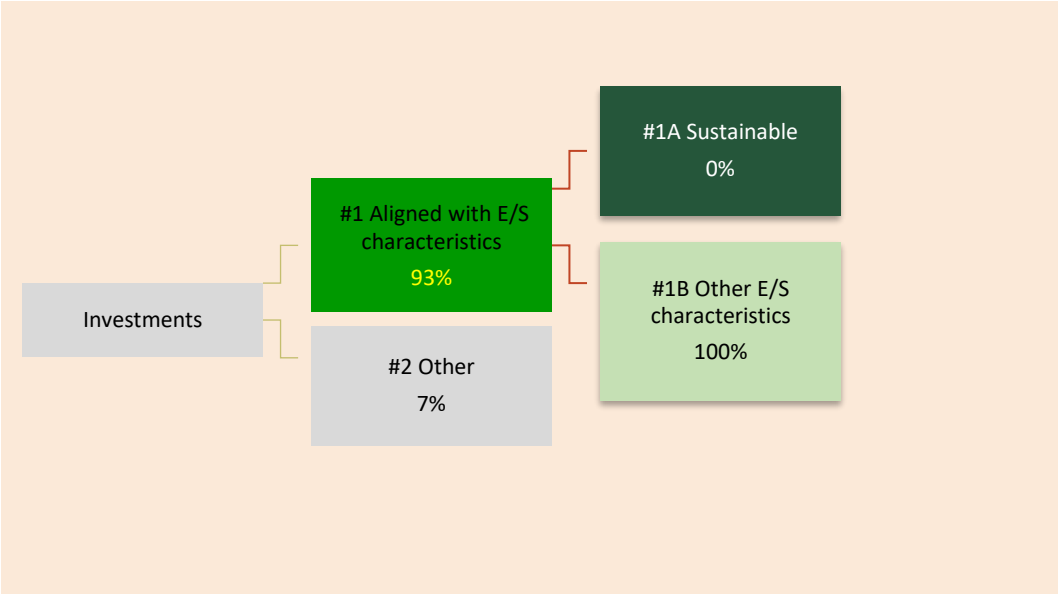 Investments
#1 Aligned with E/S
characteristics
93%
#2 Other
7%
#1A Sustainable
0%
#1B Other E/S
characteristics
100%